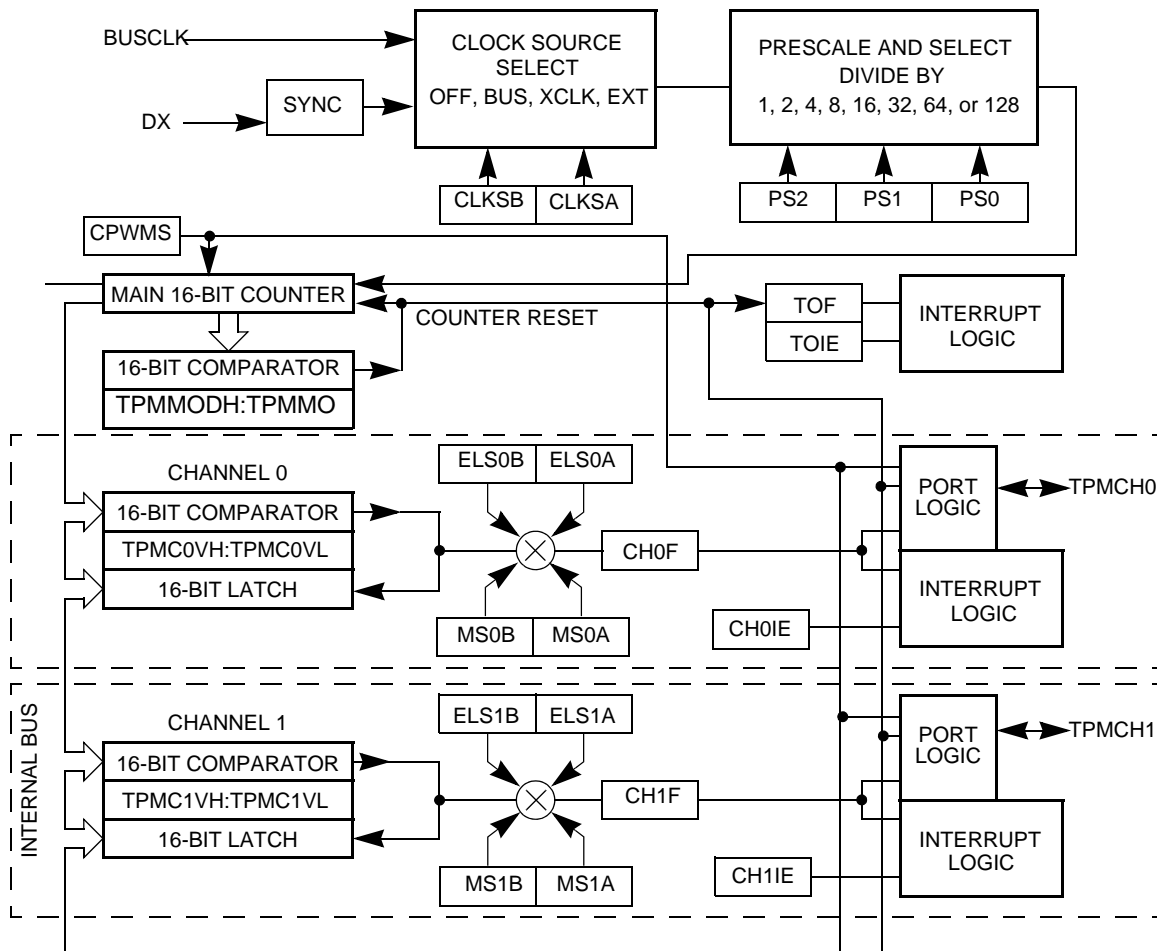 BUSCLK
CLOCK SOURCE
SELECT
OFF, BUS, XCLK, EXT
PRESCALE AND SELECT
DIVIDE BY
1, 2, 4, 8, 16, 32, 64, or 128
SYNC
DX
CLKSB
CLKSA
PS2
PS1
PS0
CPWMS
MAIN 16-BIT COUNTER
COUNTER RESET
TOF
TOIE
INTERRUPT
LOGIC
16-BIT COMPARATOR
TPMMODH:TPMMO
CHANNEL 0
ELS0B
ELS0A
PORT
LOGIC
TPMCH0
16-BIT COMPARATOR
TPMC0VH:TPMC0VL
16-BIT LATCH
CH0F
INTERRUPT
LOGIC
MS0B
MS0A
CH0IE
INTERNAL BUS
CHANNEL 1
ELS1B
ELS1A
PORT
LOGIC
TPMCH1
16-BIT COMPARATOR
TPMC1VH:TPMC1VL
16-BIT LATCH
CH1F
INTERRUPT
LOGIC
MS1B
MS1A
CH1IE